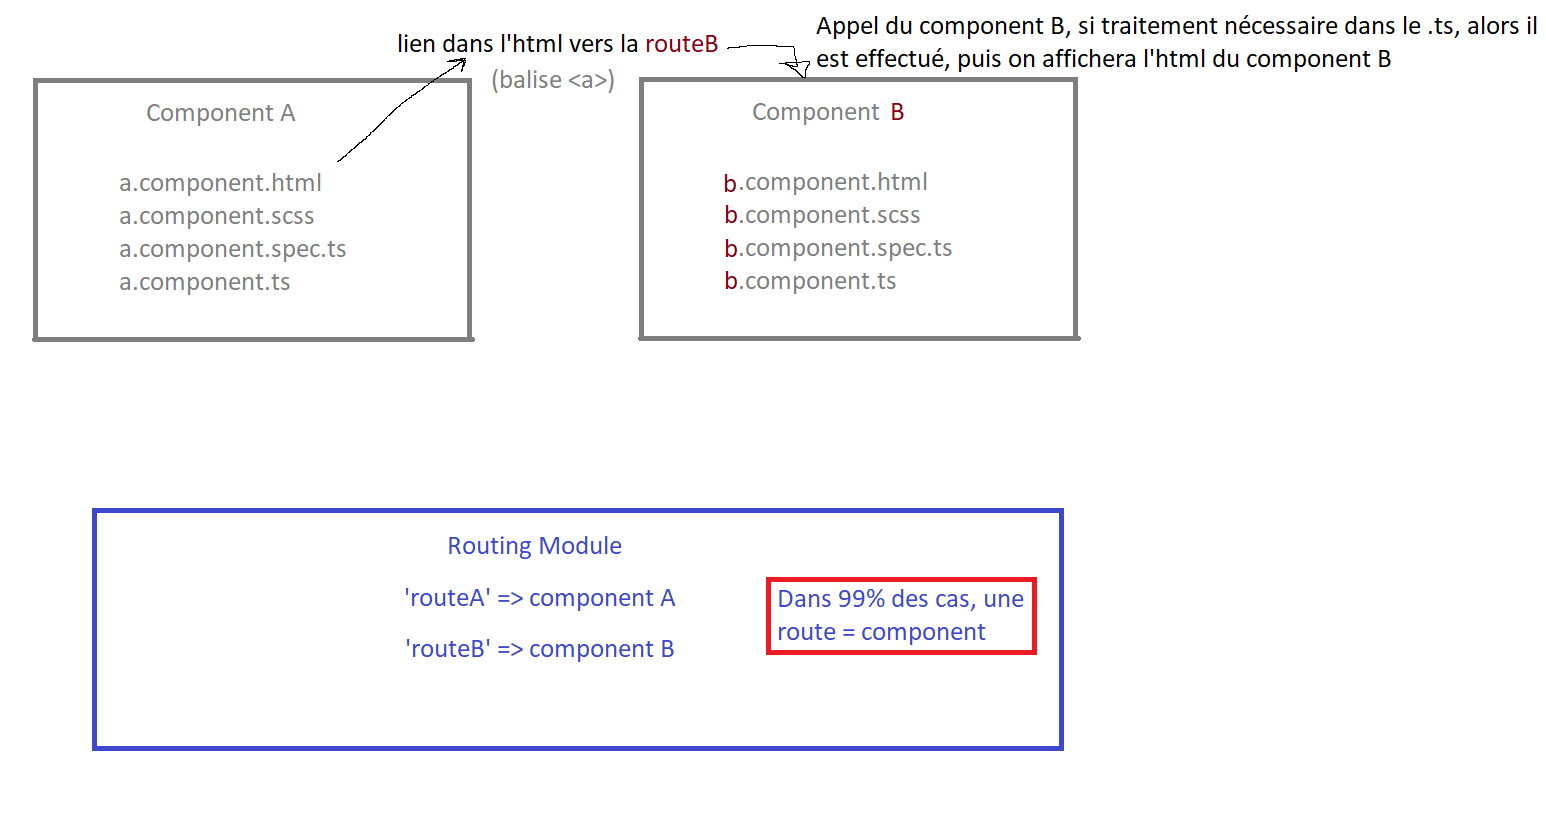 lien dans l'html vers la routeB
(balise <a>)
Appel du component B, si traitement nécessaire dans le .ts, alors il
est effectué, puis on affichera l'html du component B
Component A
a.component.html
a.component.scss
a.component.spec.ts
a.component.ts
Component B
b.component.html
b.component.scss
b.component.spec.ts
b.component.ts
Routing Module
'routeA' => component A
'routeB' => component B
Dans 99% des cas, une
route = component